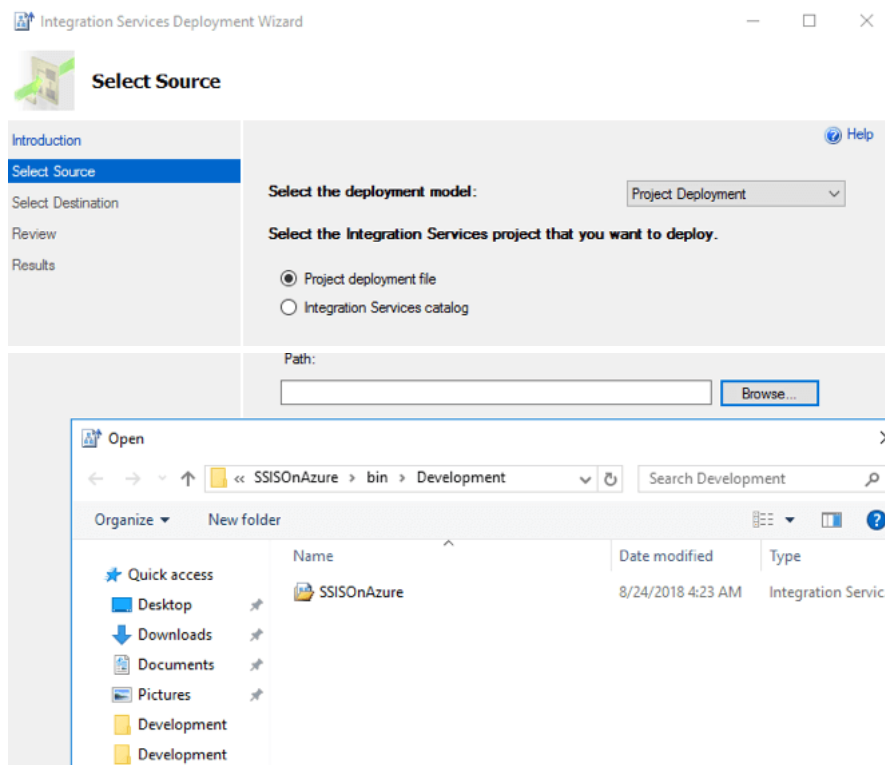 Integration Services Deployment Wizard
Select Source
Help
Introduction
Select Source
Select Destination
Review
Results
Select the deployment model:
Project Deployment
Select the Integration Services project that you want to deploy.
Project deployment file
Integration Services catalog
Path:
Browse...
Open
« SSISOnAzure > bin > Development
Search Development
Organize
New folder
Name
Date modified
Type
Quick access
Desktop
Downloads
Documents
Pictures
Development
Development
SSISOnAzure
8/24/2018 4:23 AM
Integration Servic